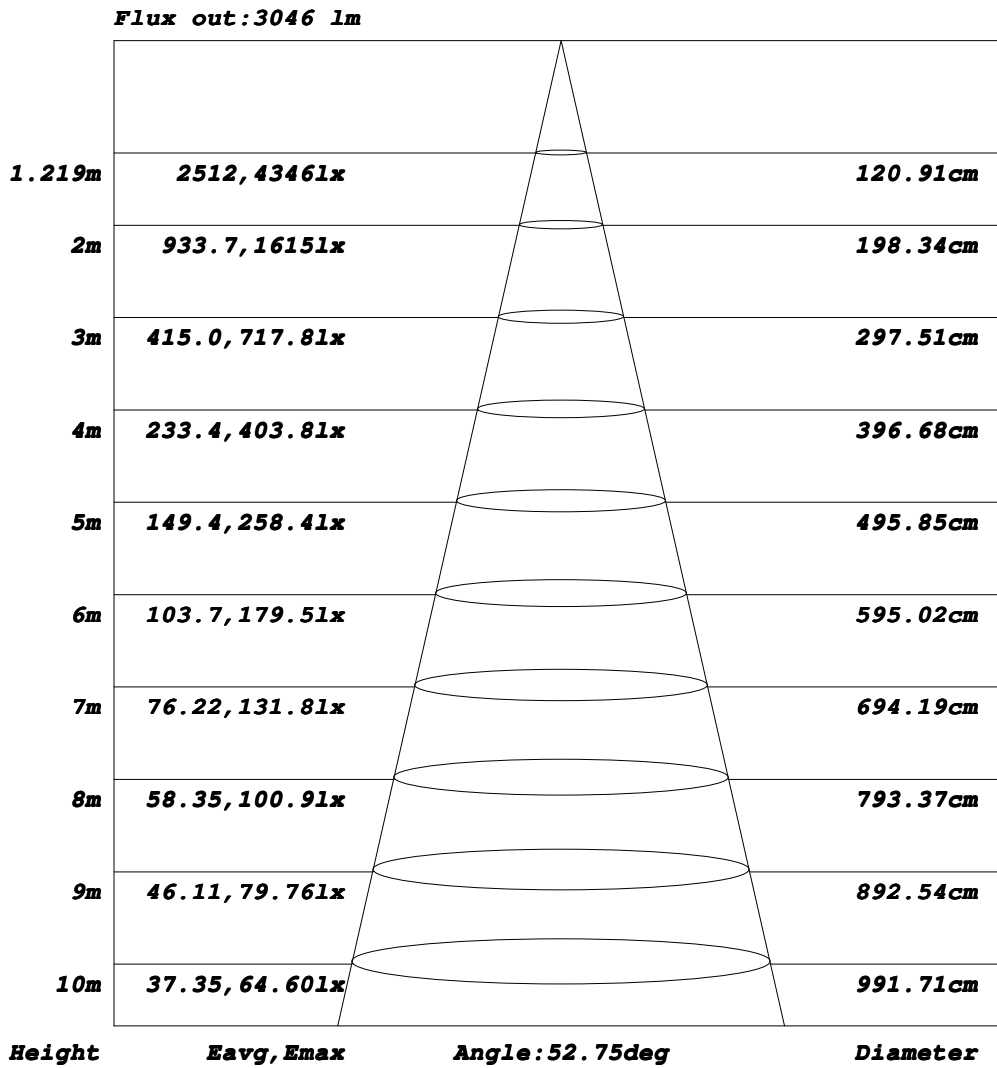 Flux out:3046 lm
1.219m 2512,4346lx 120.91cm
2m 933.7,1615lx 198.34cm
3m 415.0,717.8lx 297.51cm
4m 233.4,403.8lx 396.68cm
5m 149.4,258.4lx 495.85cm
6m 103.7,179.5lx 595.02cm
7m 76.22,131.8lx 694.19cm
8m 58.35,100.9lx 793.37cm
9m 46.11,79.76lx 892.54cm
10m 37.35,64.60lx 991.71cm
Height Eavg,Emax Angle:52.75deg Diameter